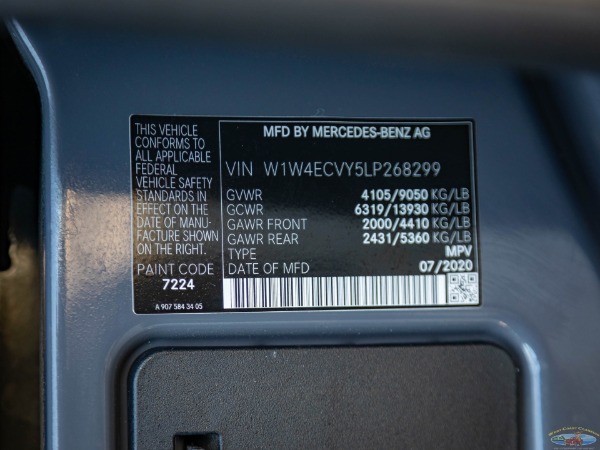 THIS VEHICLE
CONFORMS TO
ALL APPLICABLE
FEDERAL
VEHICLE SAFETY
STANDARDS IN
EFFECT ON THE
DATE OF MANU-
FACTURE SHOWN
ON THE RIGHT.
PAINT CODE
7224
A 907 584 34 05
MFD BY MERCEDES-BENZ AG
VIN W1W4ECVY5LP268299
GVWR 4105/9050 KG/LB
GCWR 6319/13930 KG/LB
GAWR FRONT 2000/4410 KG/LB
GAWR REAR 2431/5360 KG/LB
TYPE MPV
DATE OF MFD 07/2020